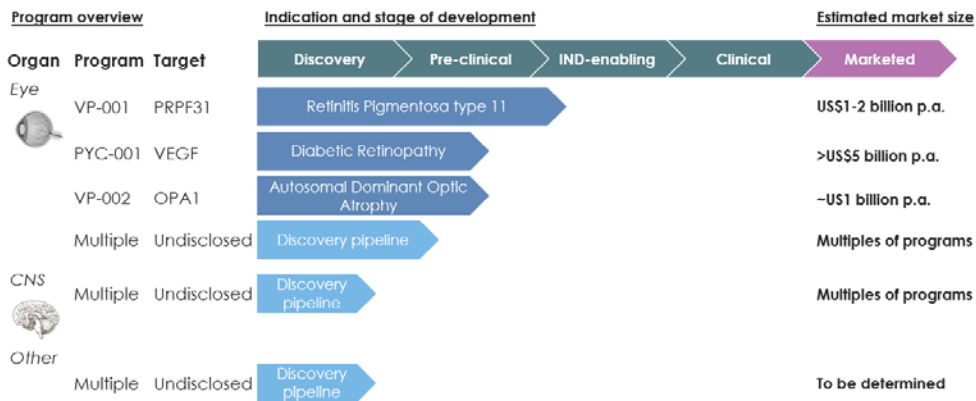 Program overview Indication and stage of development Estimated market size
Organ Program Target Discovery Pre-clinical IND-enabling Clinical Marketed
Eye
VP-001 PRPF31 Retinitis Pigmentosa type 11 US$1-2 billion p.a.
PYC-001 VEGF Diabetic Retinopathy >US$5 billion p.a.
VP-002 OPA1 Autosomal Dominant Optic Atrophy ~US1 billion p.a.
Multiple Undisclosed Discovery pipeline Multiples of programs
CNS
Multiple Undisclosed Discovery pipeline Multiples of programs
Other
Multiple Undisclosed Discovery pipeline To be determined